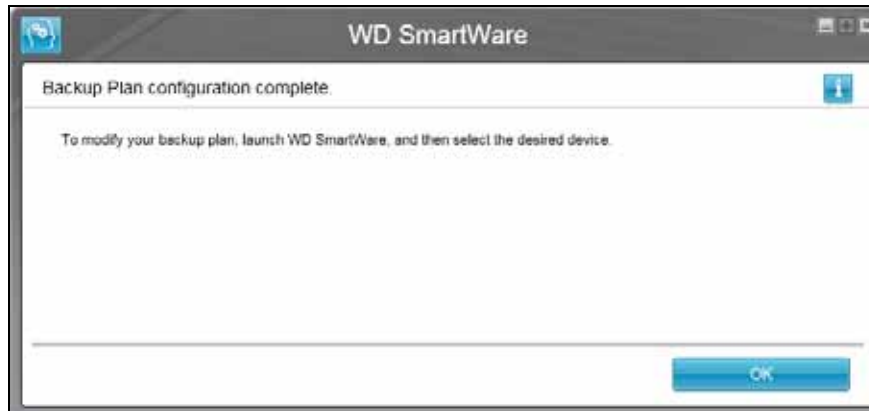 WD SmartWare
Backup Plan configuration complete.
To modify your backup plan, launch WD SmartWare, and then select the desired device.
OK